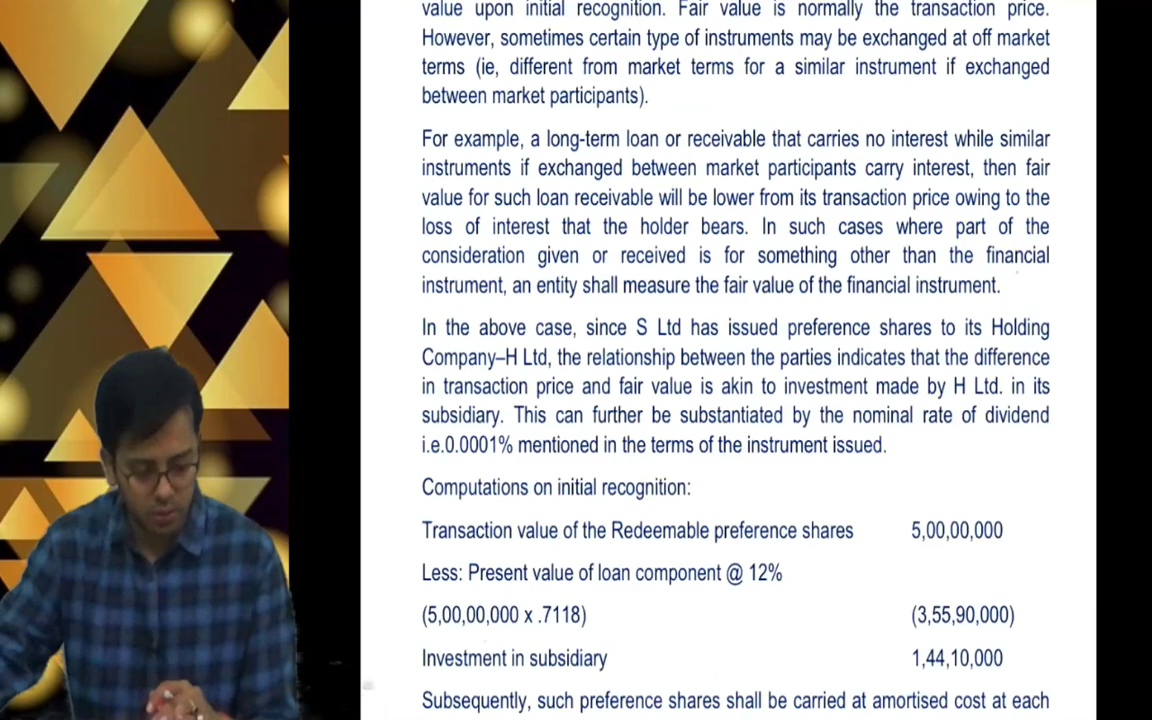 value upon initial recognition. Fair value is normally the transaction price.
However, sometimes certain type of instruments may be exchanged at off market
terms (ie, different from market terms for a similar instrument if exchanged
between market participants).
For example, a long-term loan or receivable that carries no interest while similar
instruments if exchanged between market participants carry interest, then fair
value for such loan receivable will be lower from its transaction price owing to the
loss of interest that the holder bears. In such cases where part of the
consideration given or received is for something other than the financial
instrument, an entity shall measure the fair value of the financial instrument.
In the above case, since S Ltd has issued preference shares to its Holding
Company–H Ltd, the relationship between the parties indicates that the difference
in transaction price and fair value is akin to investment made by H Ltd. in its
subsidiary. This can further be substantiated by the nominal rate of dividend
i.e.0.0001% mentioned in the terms of the instrument issued.
Computations on initial recognition:
Transaction value of the Redeemable preference shares 5,00,00,000
Less: Present value of loan component @ 12%
(5,00,00,000 x .7118) (3,55,90,000)
Investment in subsidiary 1,44,10,000
Subsequently, such preference shares shall be carried at amortised cost at each